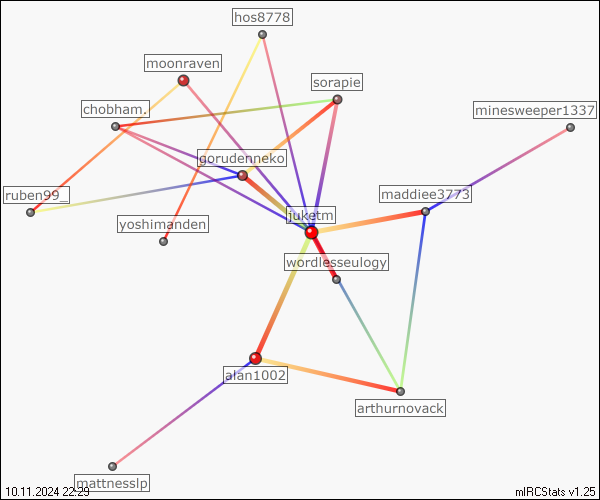 hos8778
moonraven
sorapie
chobham.
minesweeper1337
gorudenneko
maddiee3773
ruben99_
juketm
yoshimanden
wordlesseulogy
alan1002
arthurnovack
mattnesslp
10.11.2024 22:29
mIRCStats v1.25